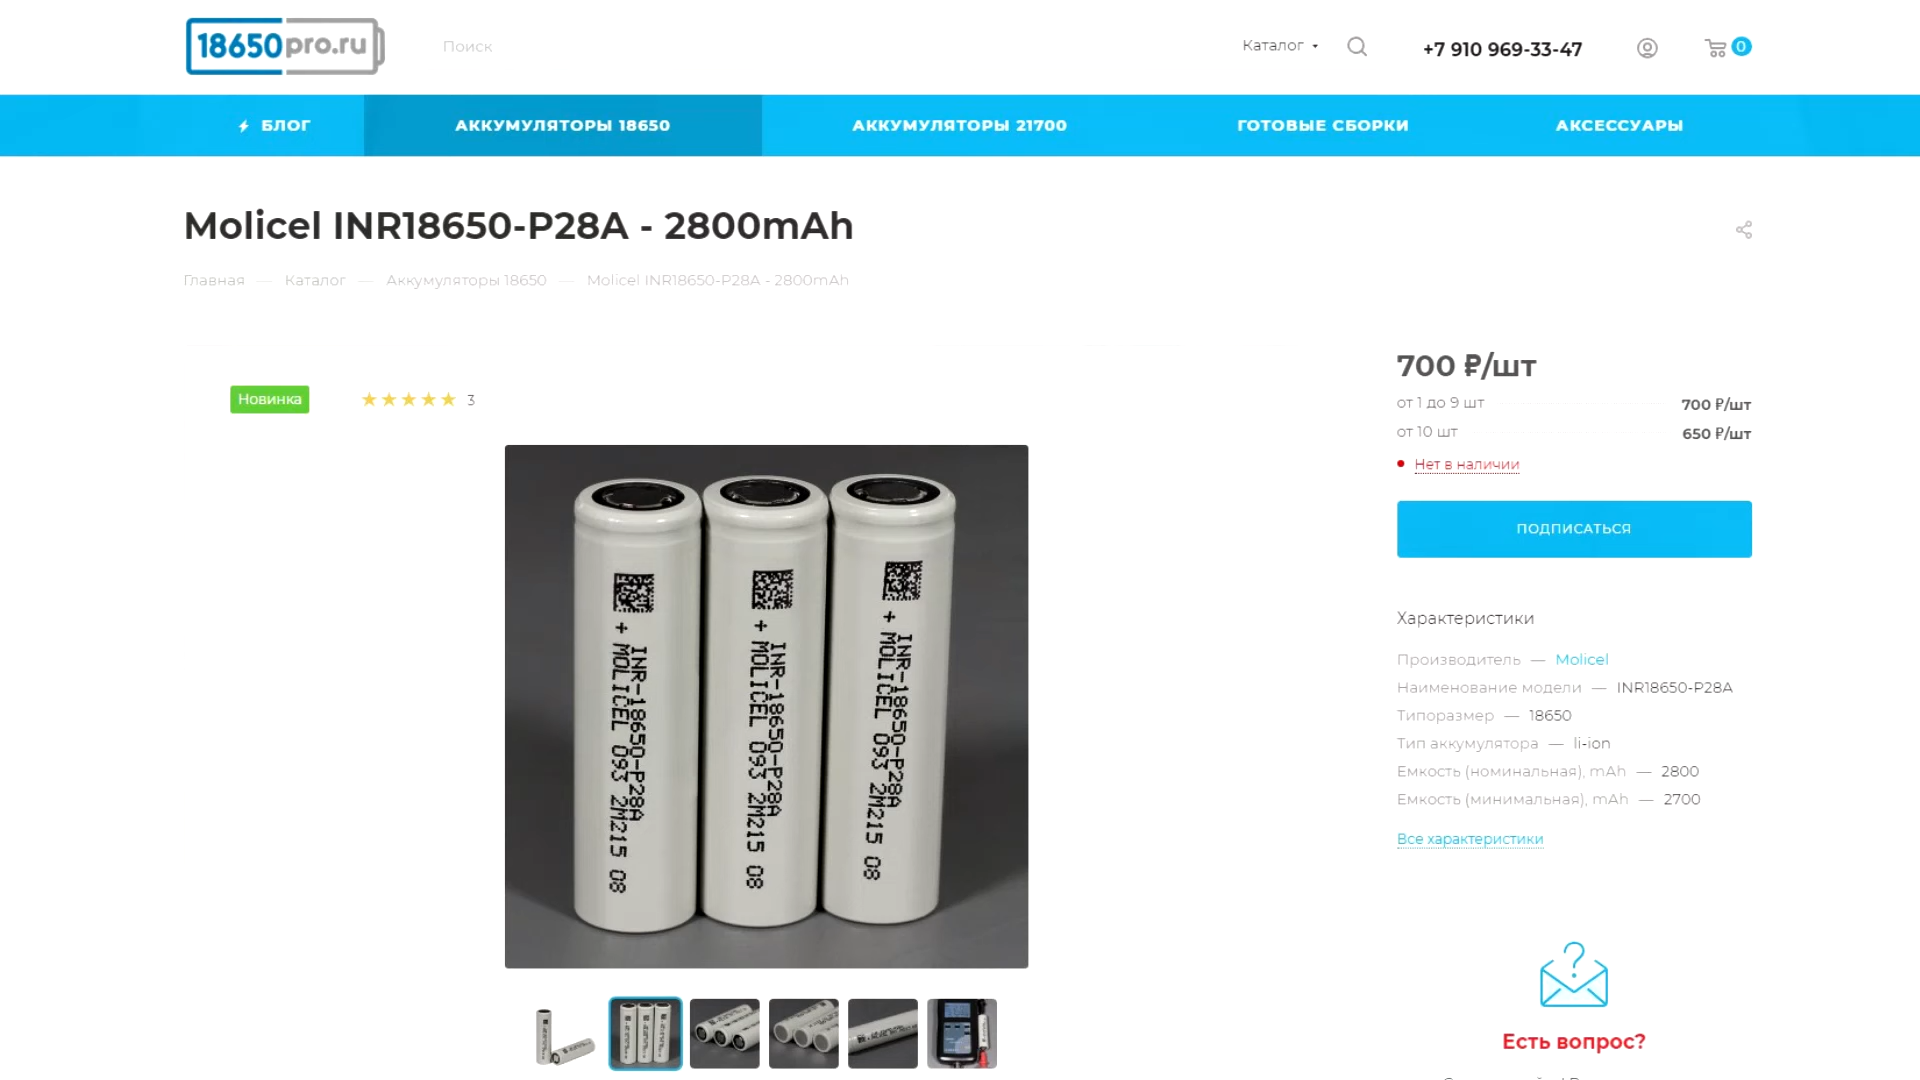 18650pro.ru
Поиск
Каталог
+7 910 969-33-47
0
БЛОГ
АККУМУЛЯТОРЫ 18650
АККУМУЛЯТОРЫ 21700
ГОТОВЫЕ СБОРКИ
АКСЕССУАРЫ
Molicel INR18650-P28A - 2800mAh
Главная — Каталог — Аккумуляторы 18650 — Molicel INR18650-P28A - 2800mAh
Новинка
3
700 ₽/шт
от 1 до 9 шт 700 ₽/шт
от 10 шт 650 ₽/шт
Нет в наличии
ПОДПИСАТЬСЯ
INR-18650-P28A
+ MOLICEL 093 2M215 08
INR-18650-P28A
+ MOLICEL 093 2M215 08
INR-18650-P28A
+ MOLICEL 093 2M215 08
Характеристики
Производитель — Molicel
Наименование модели — INR18650-P28A
Типоразмер — 18650
Тип аккумулятора — li-ion
Емкость (номинальная), mAh — 2800
Емкость (минимальная), mAh — 2700
Все характеристики
Есть вопрос?